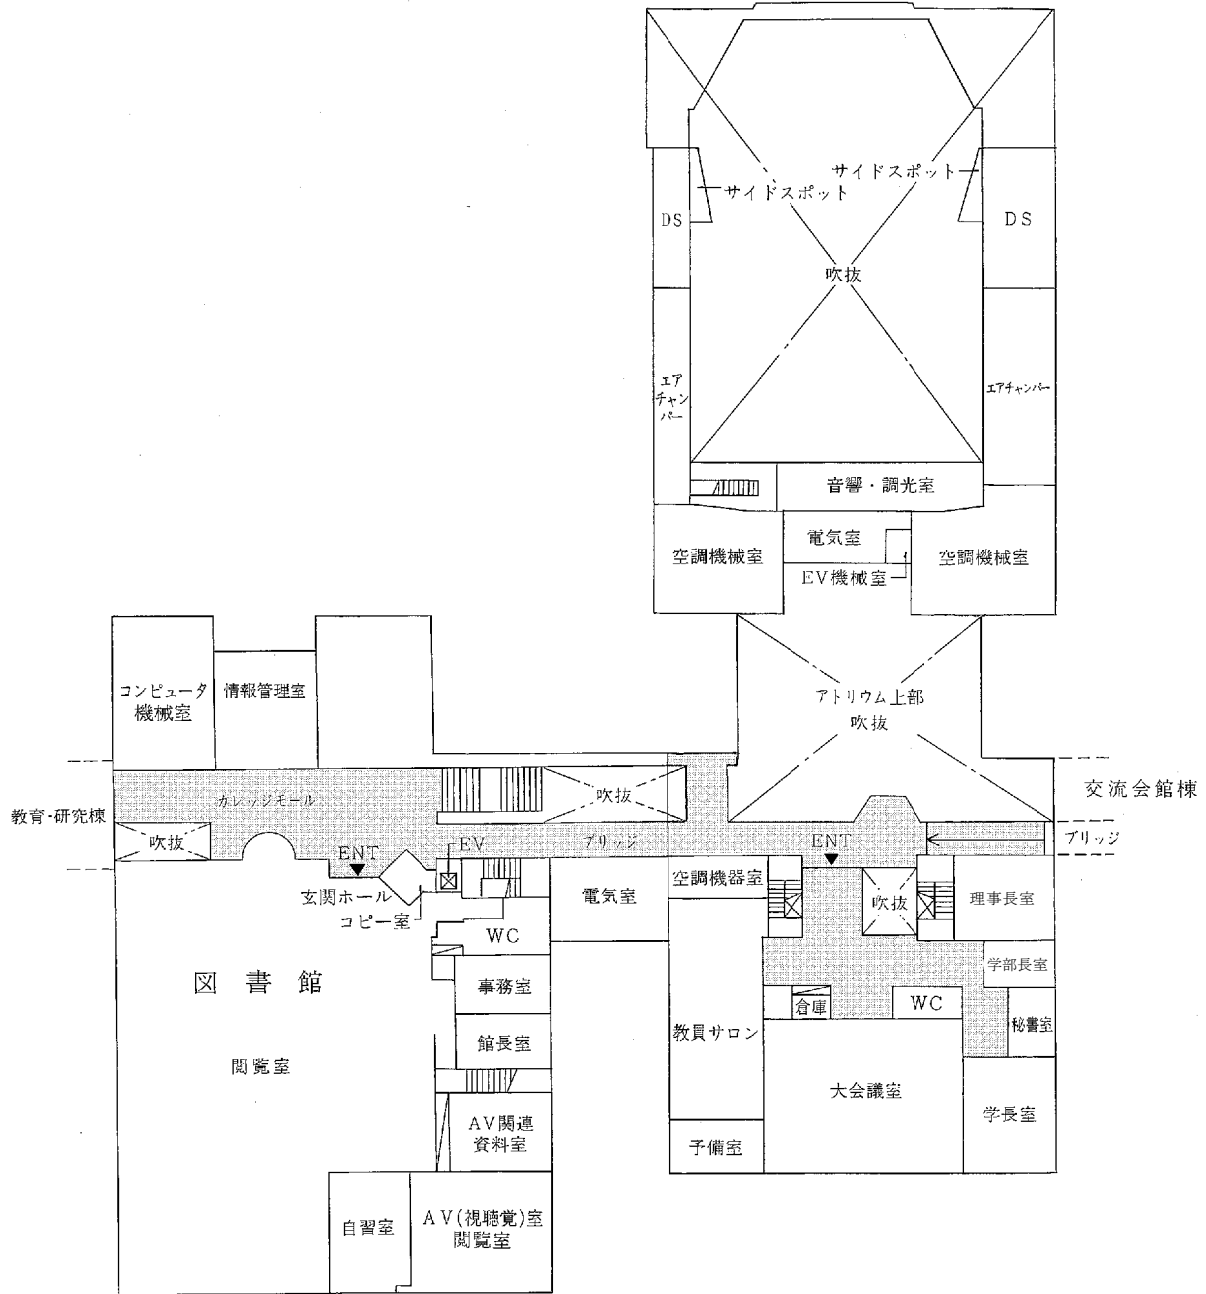 サイドスポット
サイドスポット
DS
DS
吹抜
エア
チャン
バー
エアチャンバー
音響・調光室
電気室
空調機械室
空調機械室
EV機械室
コンピュータ
機械室
情報管理室
アトリウム上部
吹抜
交流会館棟
カレッジモール
吹抜
教育・研究棟
吹抜
ENT
EV
ブリッジ
ENT
ブリッジ
玄関ホール
コピー室
電気室
空調機器室
吹抜
理事長室
WC
図書館
事務室
学部長室
倉庫
WC
秘書室
教員サロン
館長室
閲覧室
大会議室
学長室
AV関連
資料室
予備室
自習室
AV(視聴覚)室
閲覧室